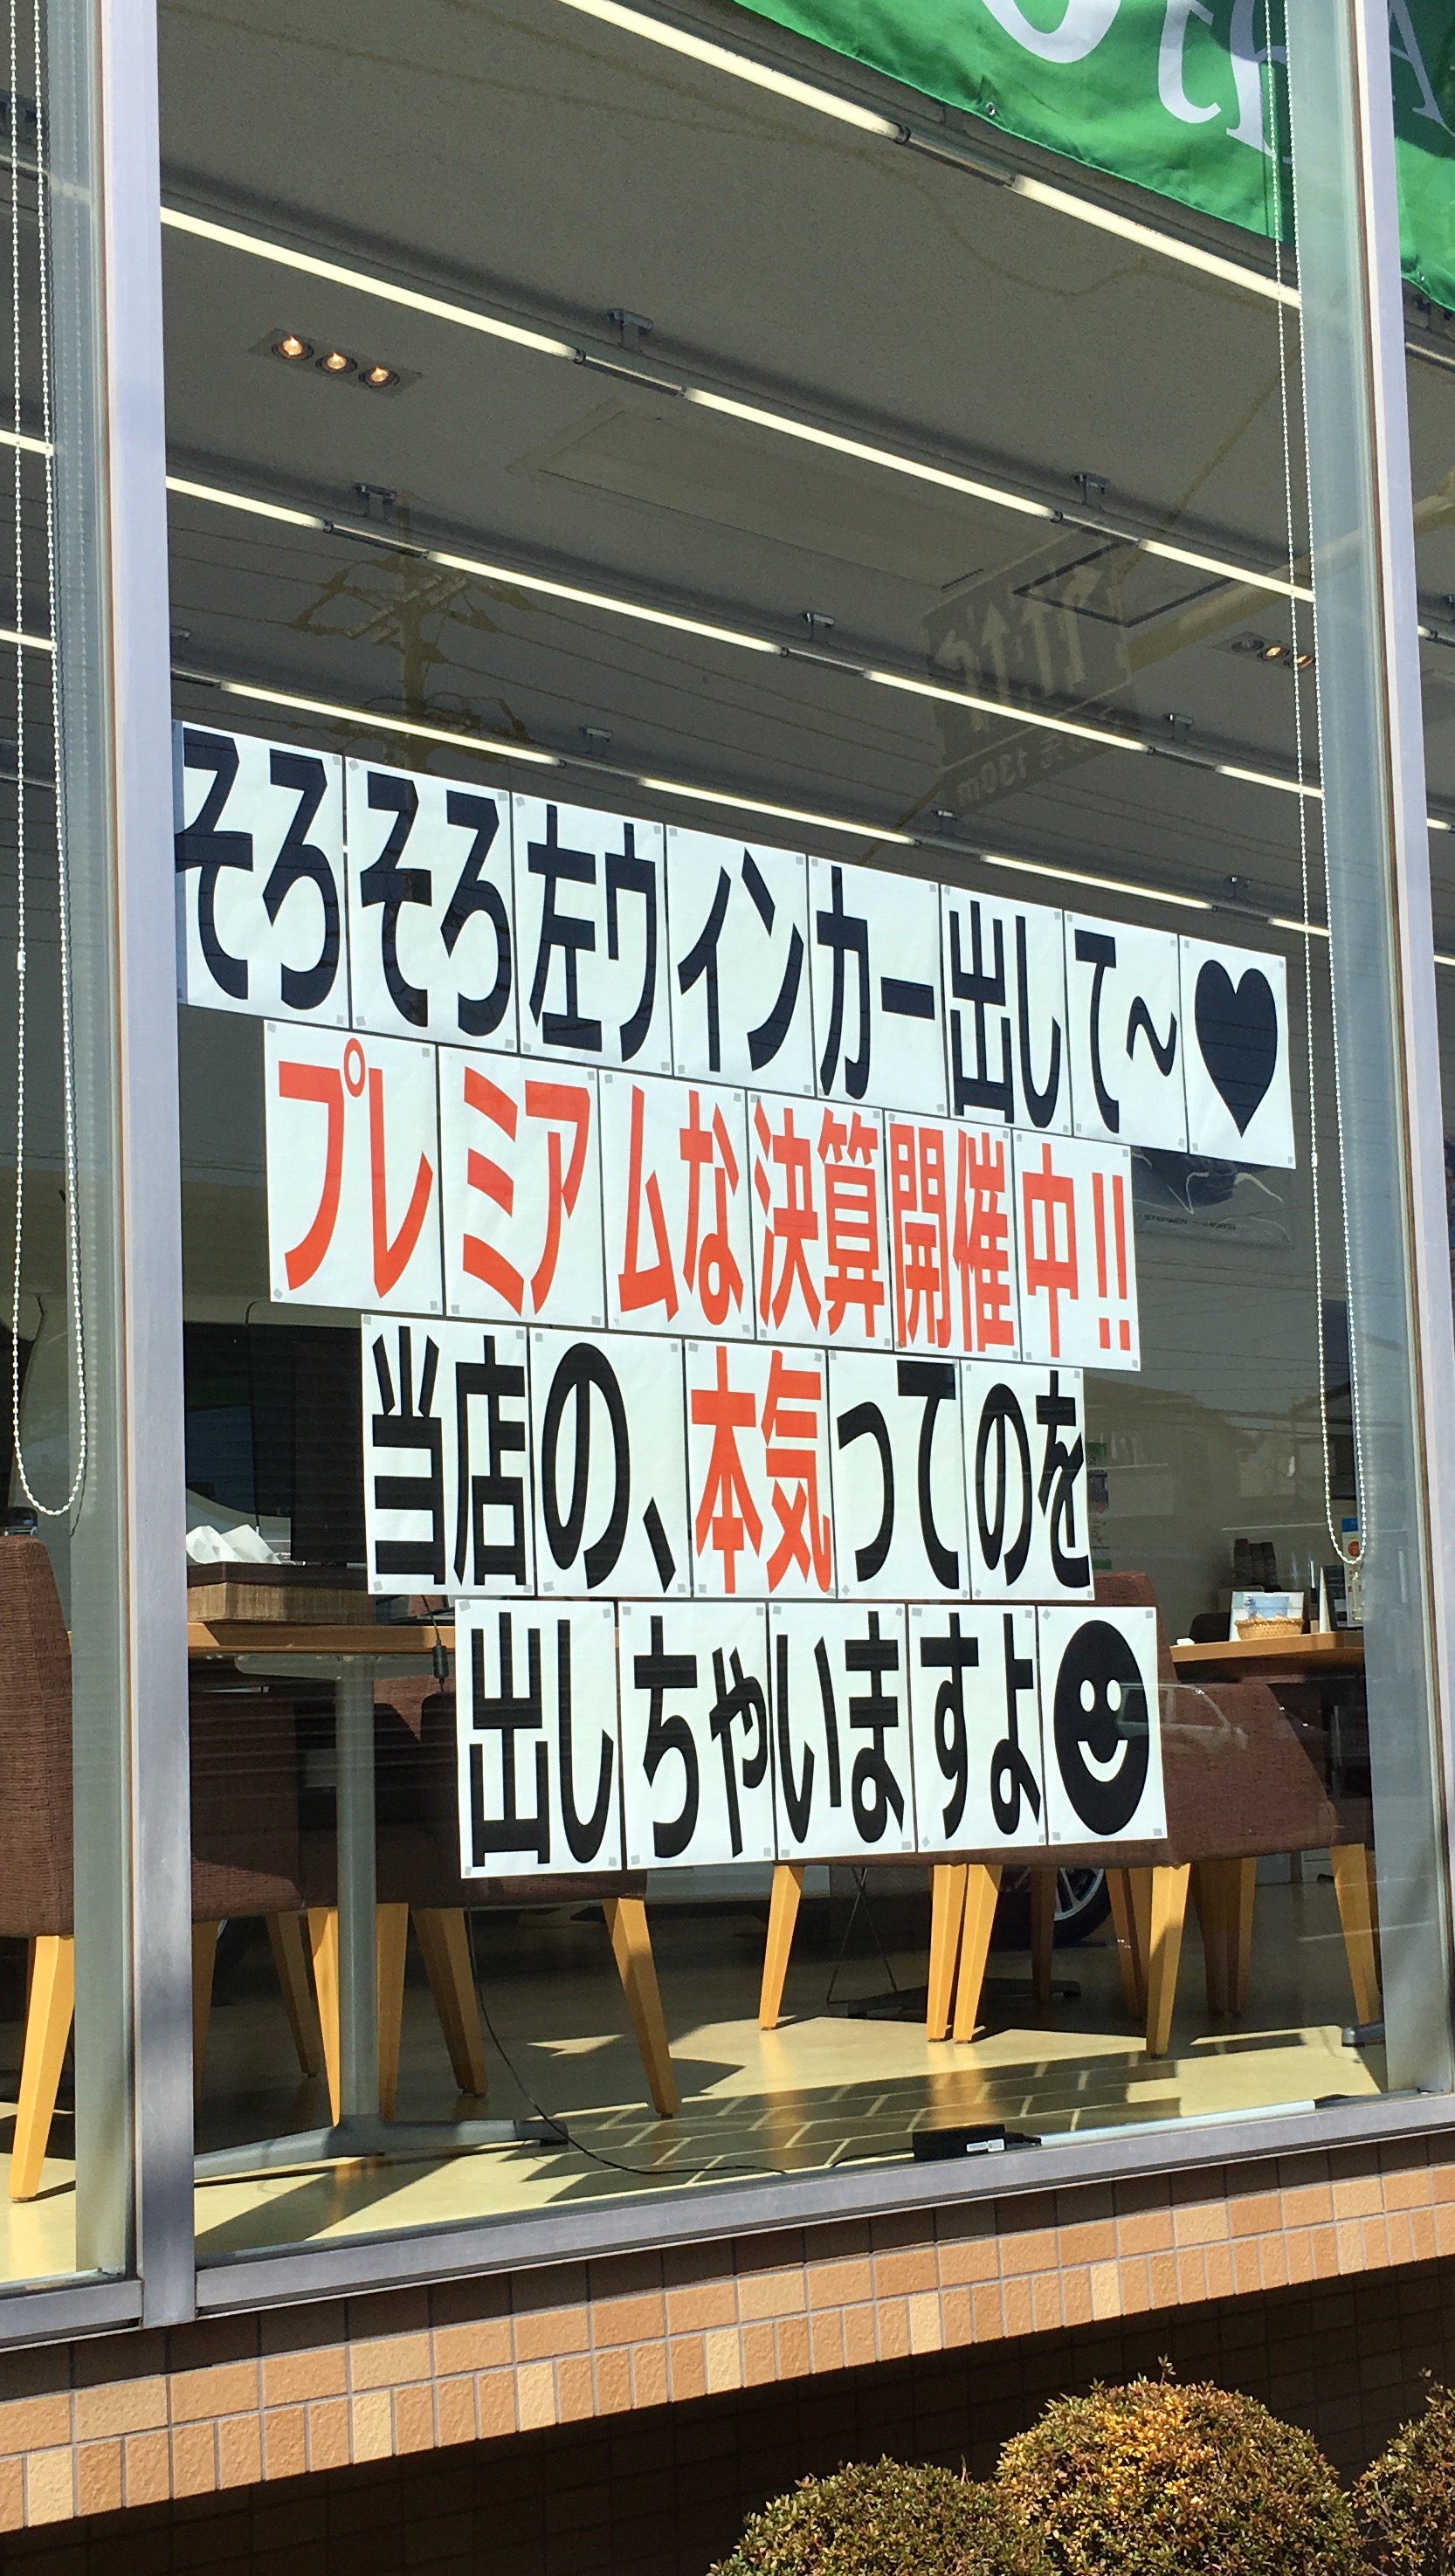 そろそろ左ウィンカー出して～♥
プレミアムな決算開催中!!
当店の、本気ってのを
出しちゃいますよ☻